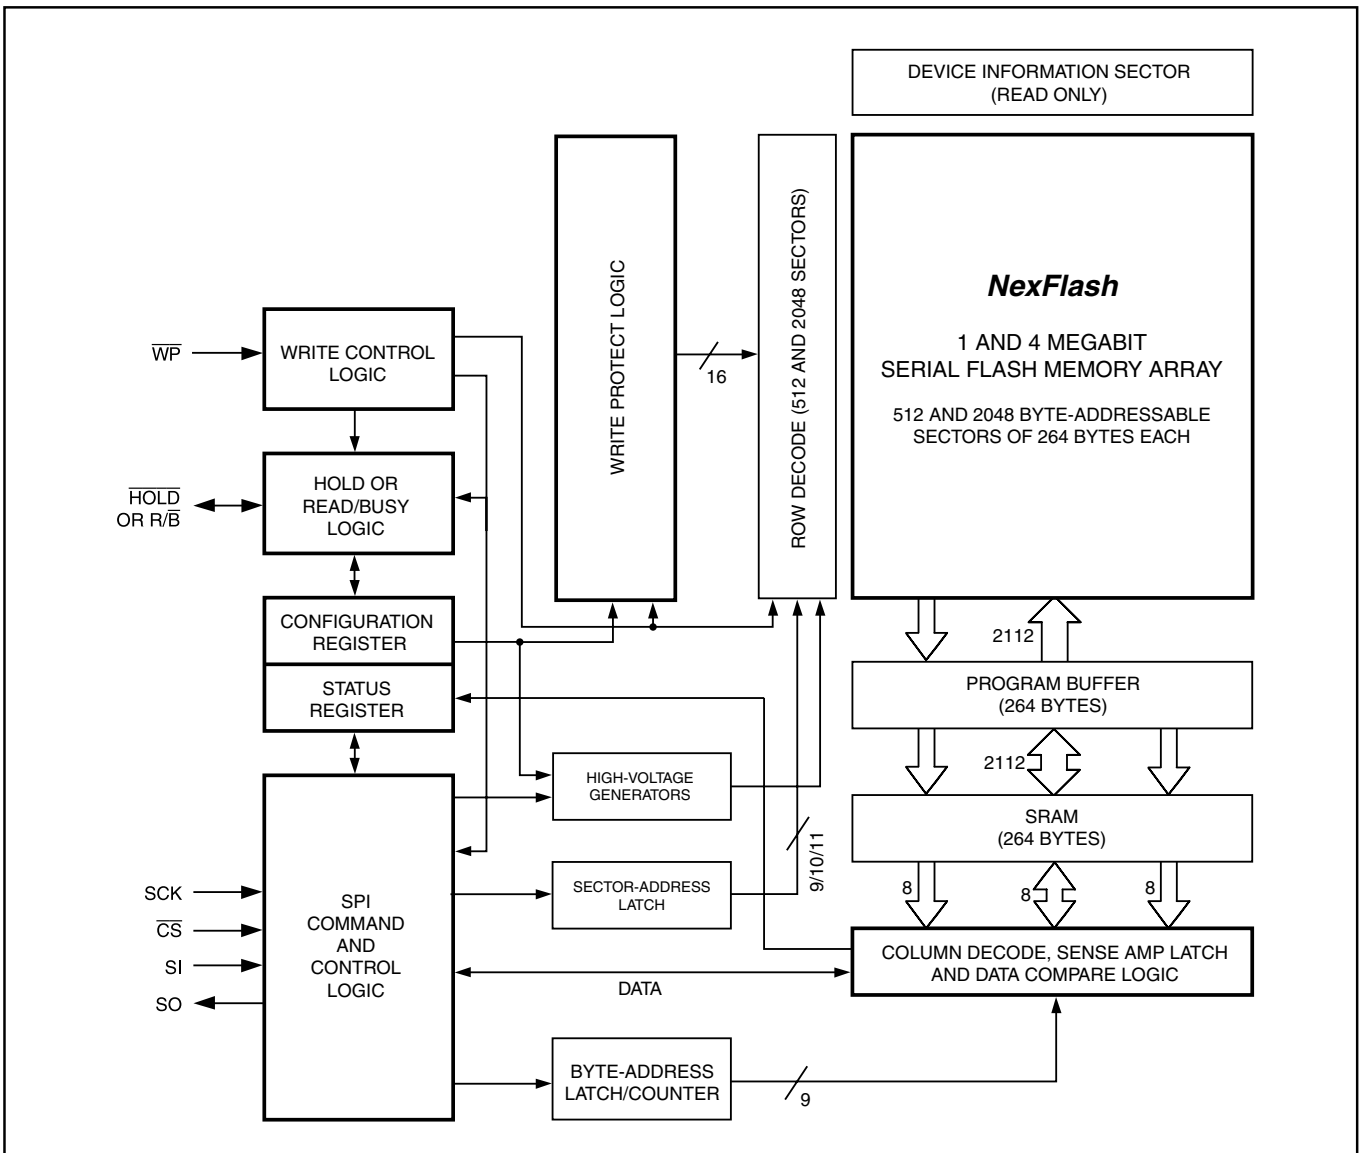 DEVICE INFORMATION SECTOR
(READ ONLY)
WRITE PROTECT LOGIC
ROW DECODE (512 AND 2048 SECTORS)
NexFlash
1 AND 4 MEGABIT
SERIAL FLASH MEMORY ARRAY
512 AND 2048 BYTE-ADDRESSABLE
SECTORS OF 264 BYTES EACH
W̅P̅
WRITE CONTROL
LOGIC
16
H̅O̅L̅D̅
OR R/B̅
HOLD OR
READ/BUSY
LOGIC
CONFIGURATION
REGISTER
STATUS
REGISTER
2112
PROGRAM BUFFER
(264 BYTES)
2112
HIGH-VOLTAGE
GENERATORS
SRAM
(264 BYTES)
9/10/11
SCK
C̅S̅
SI
SO
SPI
COMMAND
AND
CONTROL
LOGIC
SECTOR-ADDRESS
LATCH
8
8
8
COLUMN DECODE, SENSE AMP LATCH
AND DATA COMPARE LOGIC
DATA
BYTE-ADDRESS
LATCH/COUNTER
9